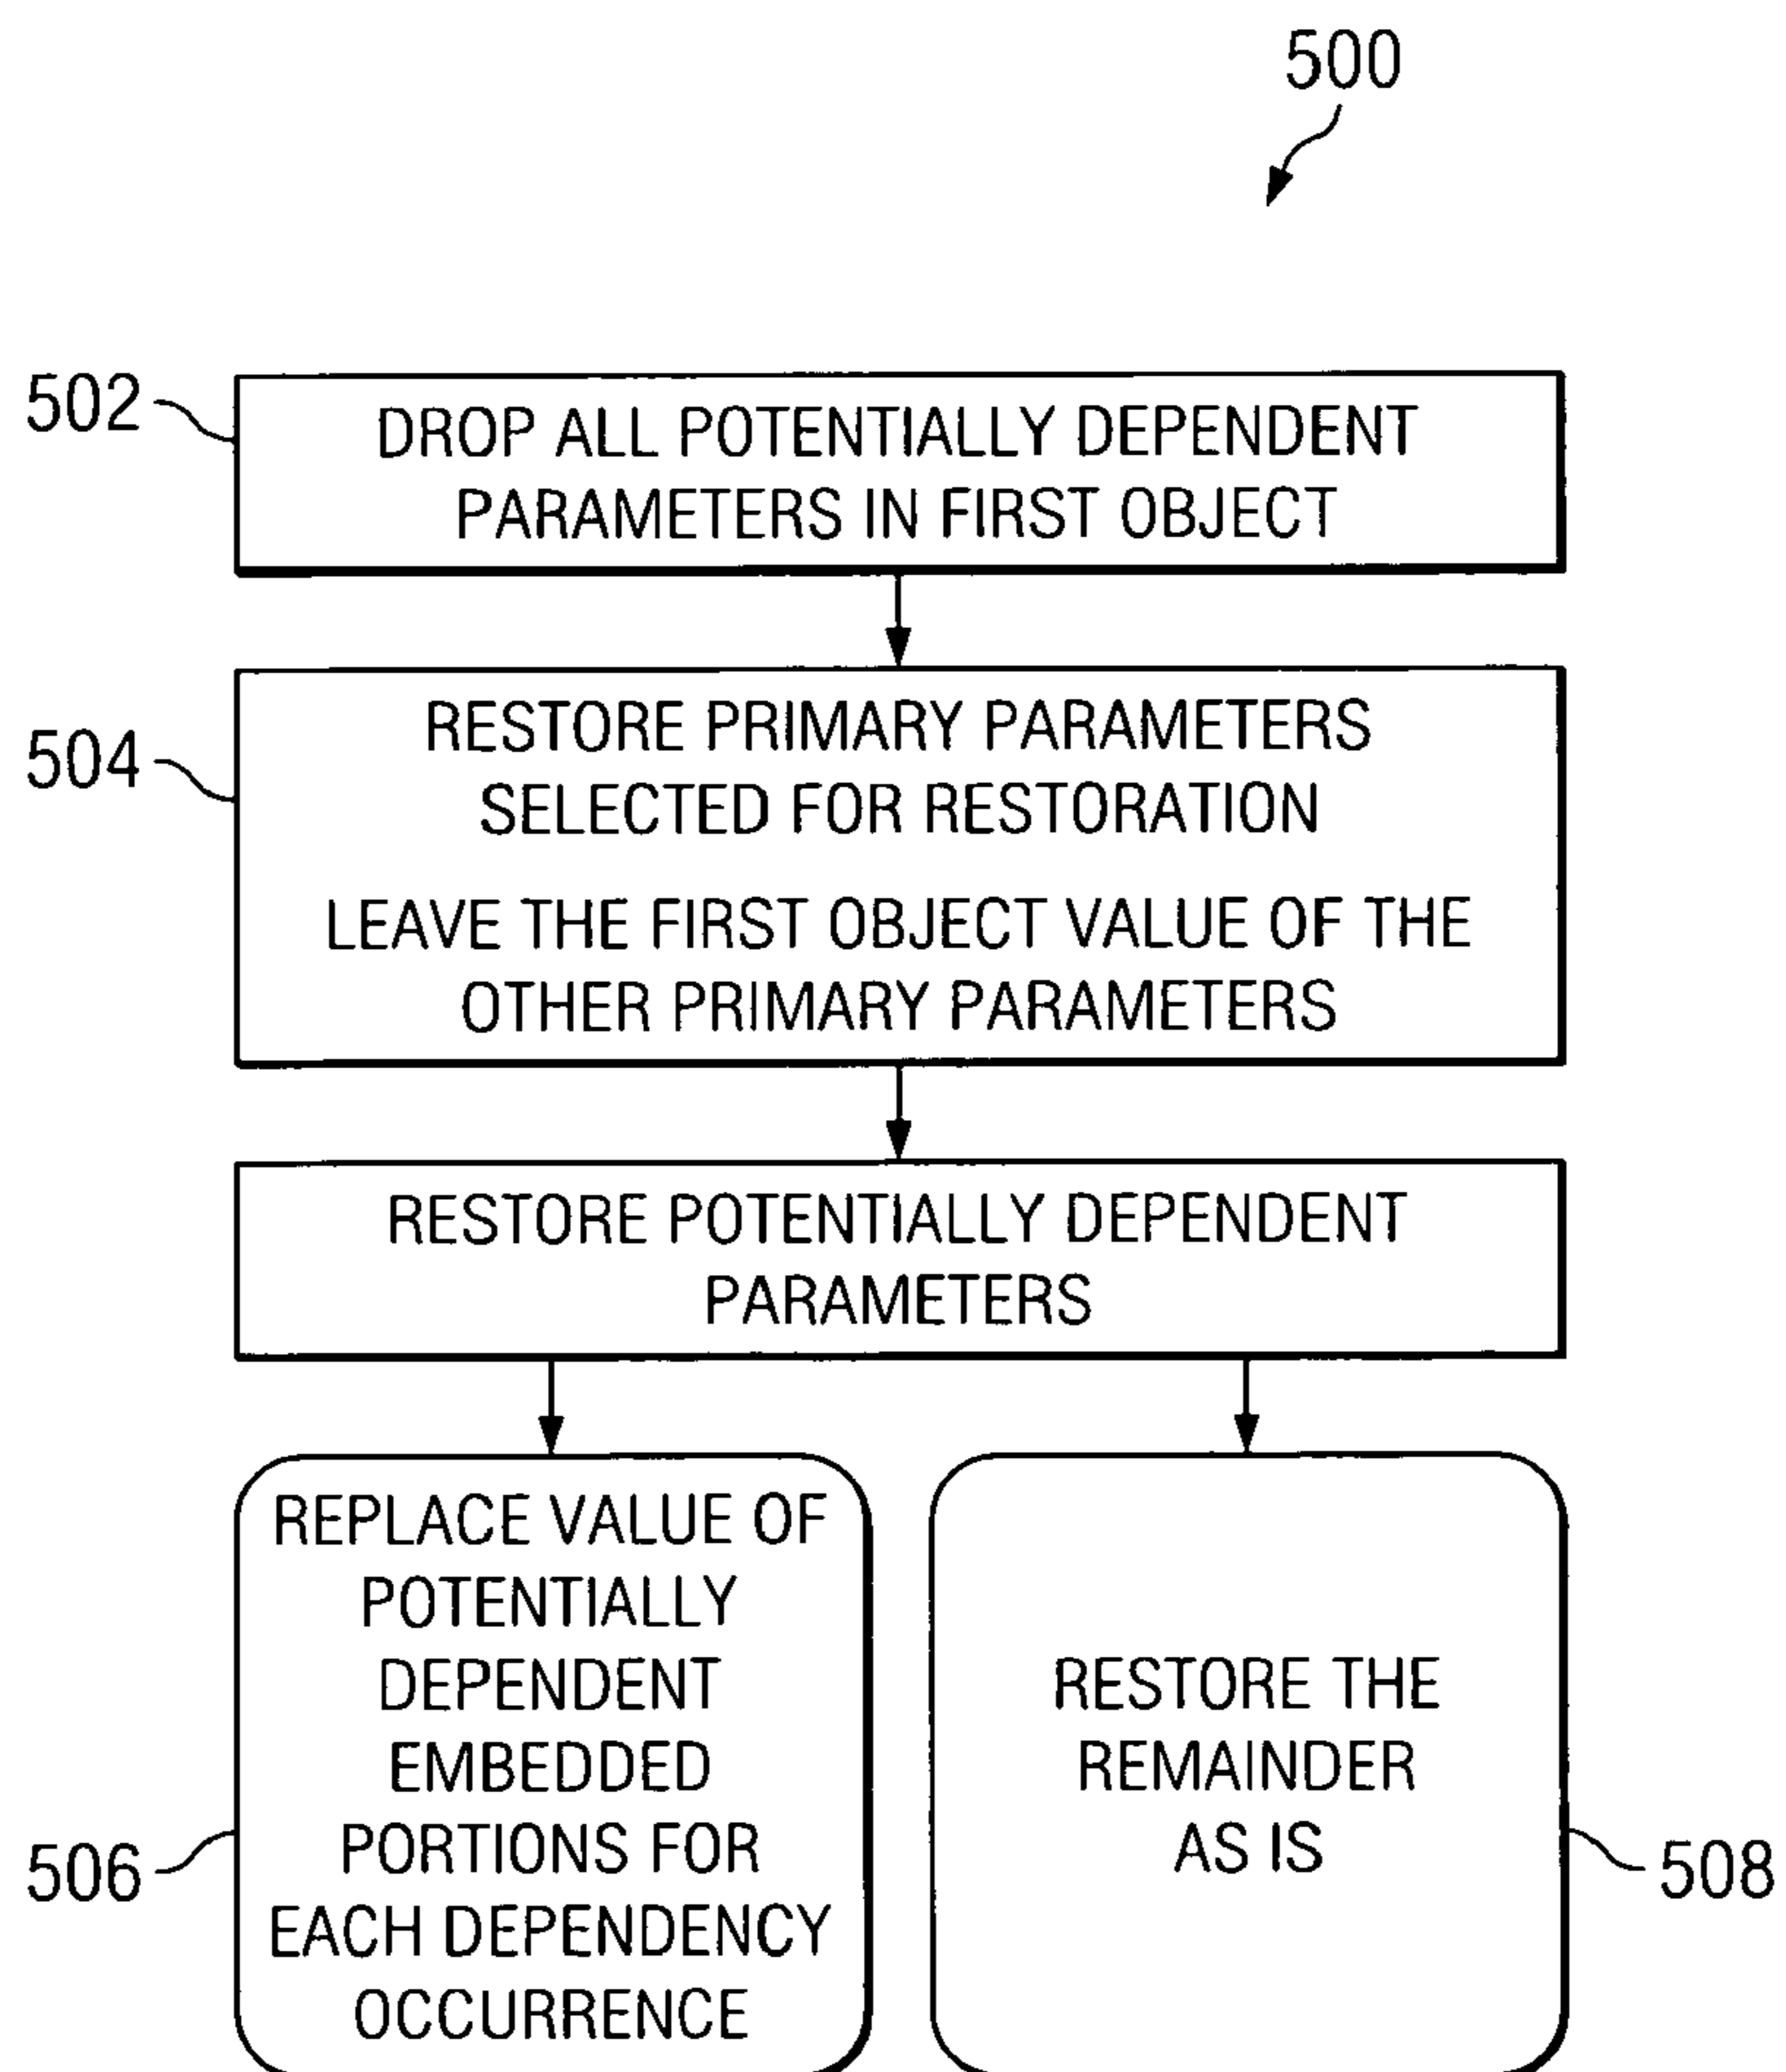 500
502
DROP ALL POTENTIALLY DEPENDENT
PARAMETERS IN FIRST OBJECT
504
RESTORE PRIMARY PARAMETERS
SELECTED FOR RESTORATION
LEAVE THE FIRST OBJECT VALUE OF THE
OTHER PRIMARY PARAMETERS
RESTORE POTENTIALLY DEPENDENT
PARAMETERS
506
REPLACE VALUE OF
POTENTIALLY
DEPENDENT
EMBEDDED
PORTIONS FOR
EACH DEPENDENCY
OCCURRENCE
RESTORE THE
REMAINDER
AS IS
508